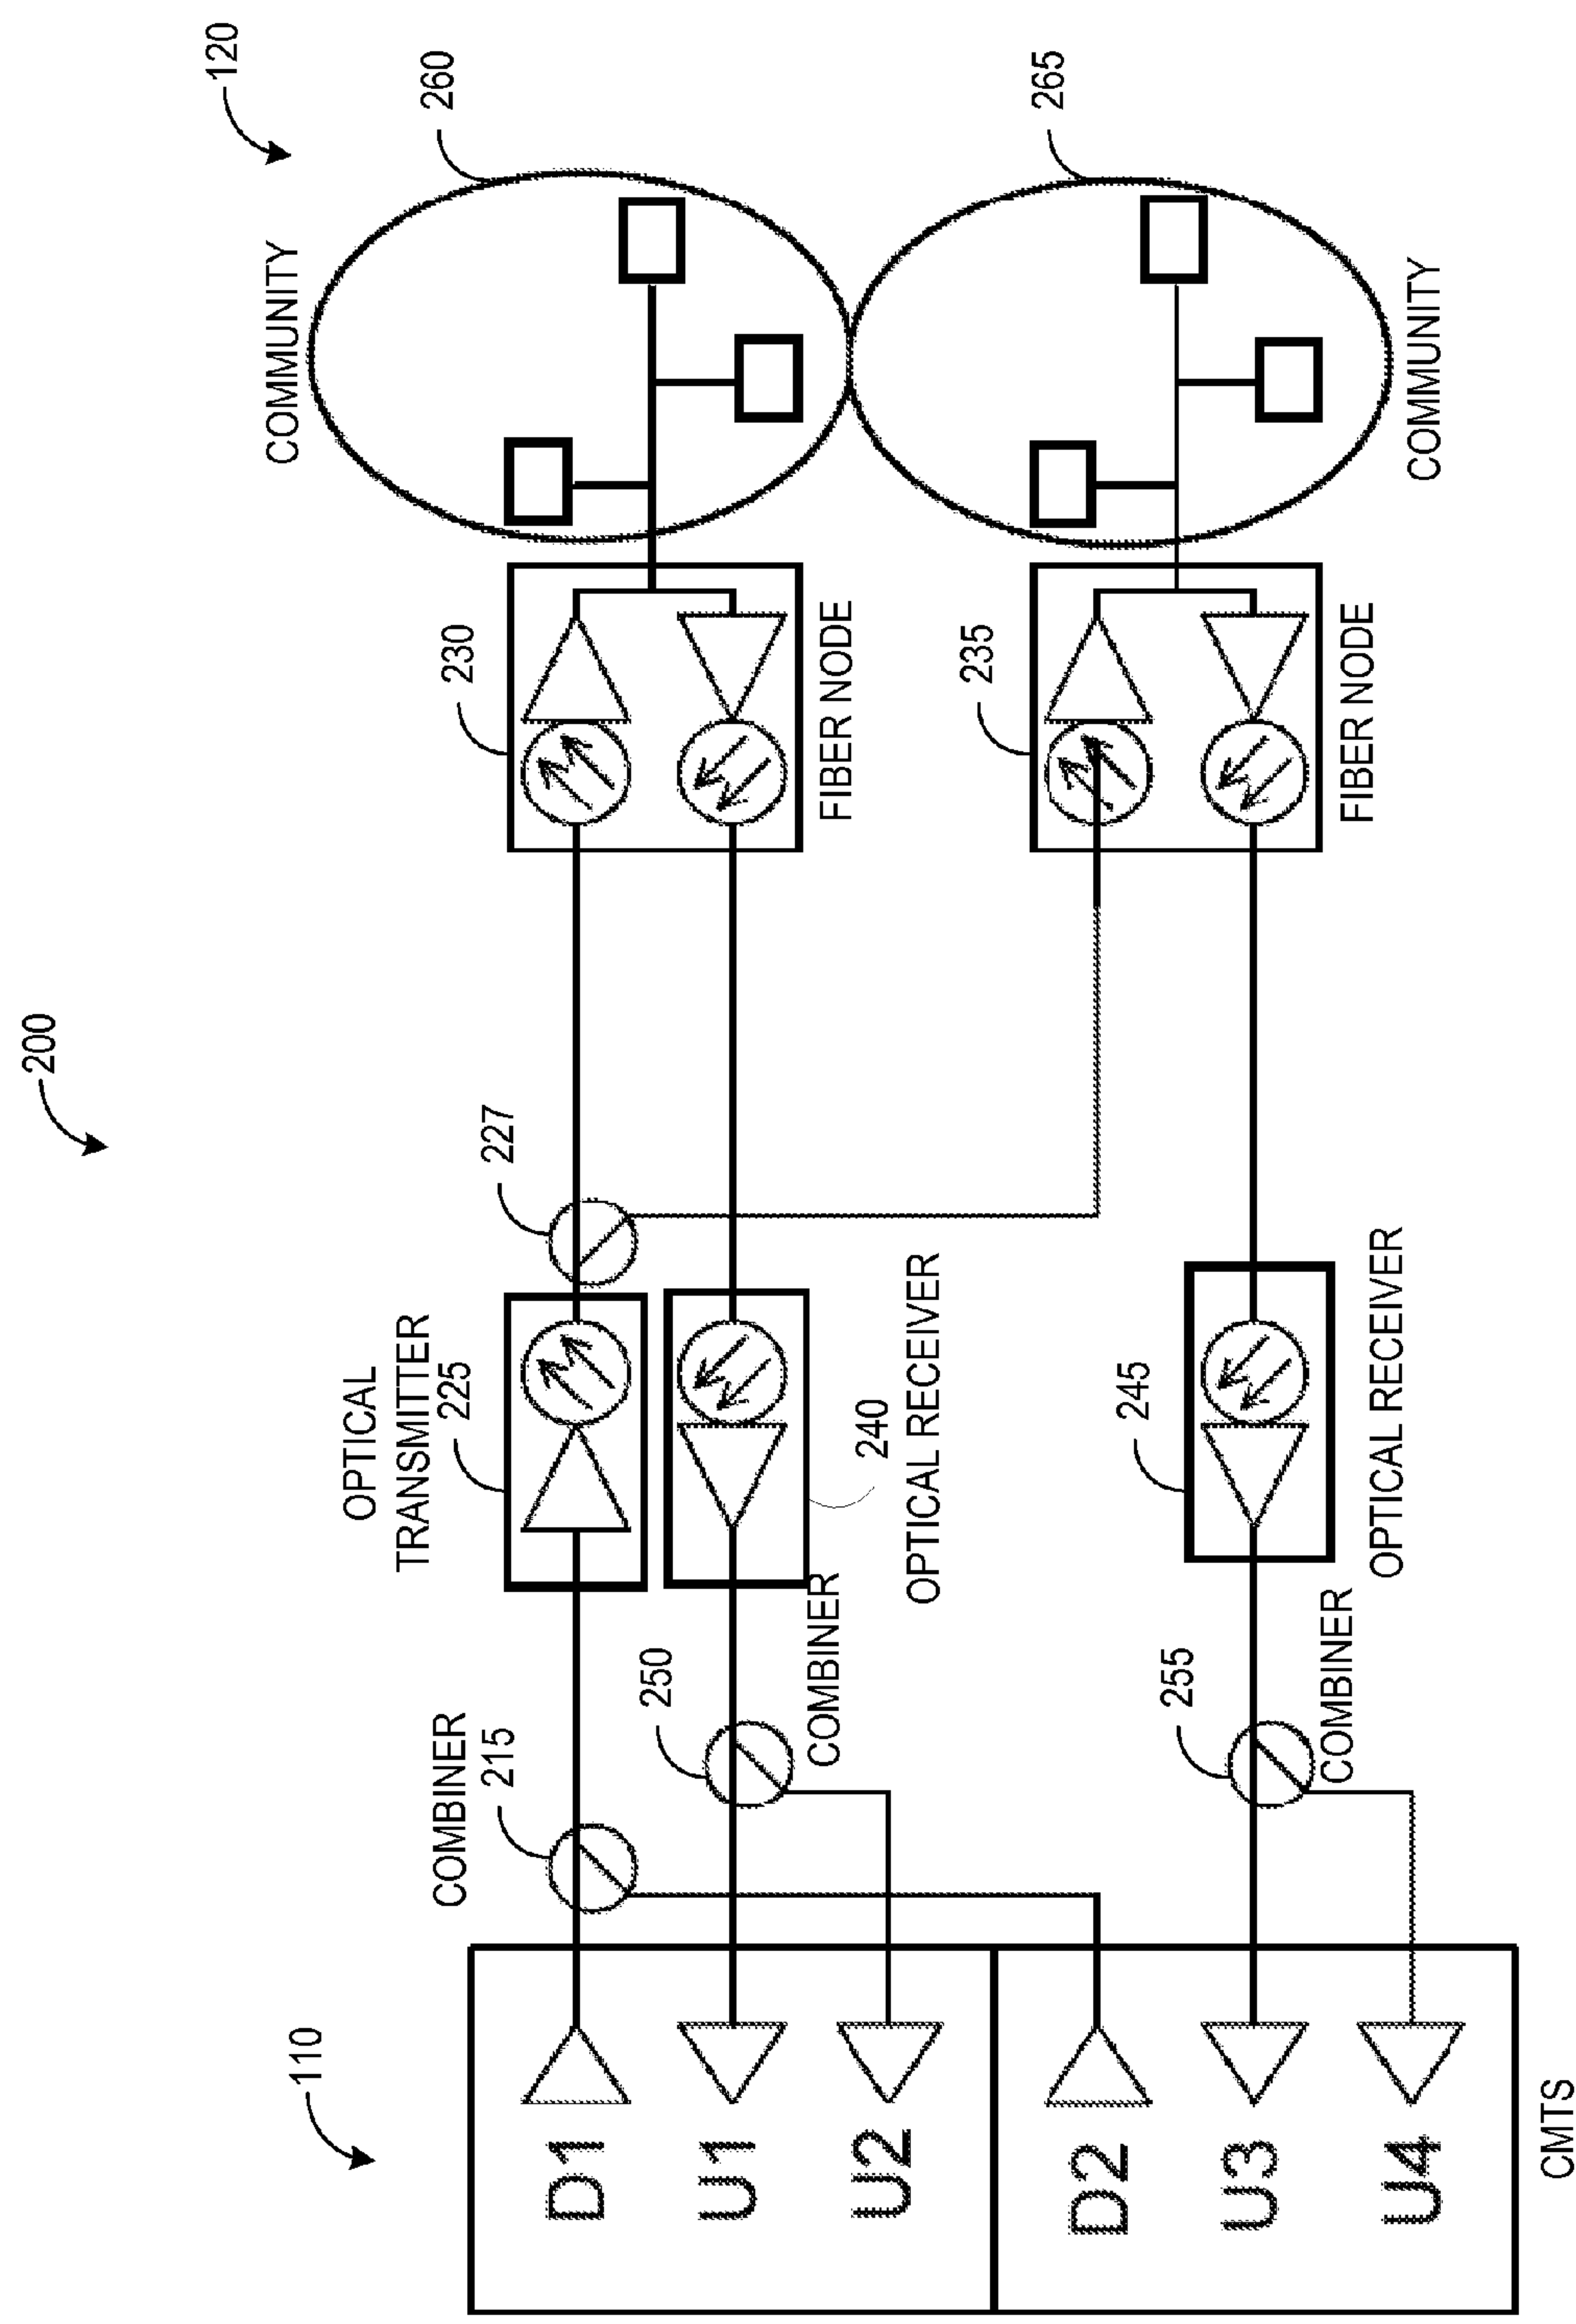 200
110
120
COMBINER
215
OPTICAL
TRANSMITTER
225
227
230
COMMUNITY
260
D1
U1
U2
250
COMBINER
240
OPTICAL RECEIVER
FIBER NODE
D2
U3
U4
255
COMBINER
245
OPTICAL RECEIVER
235
FIBER NODE
265
COMMUNITY
CMTS